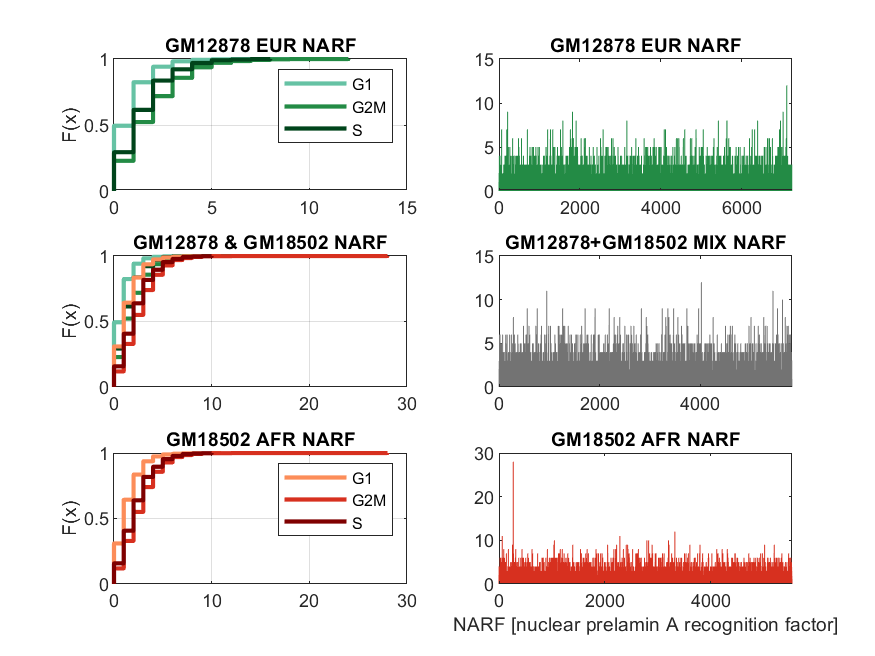 GM12878 EUR NARF
F(x)
1
0.5
0
0 5 10 15
G1
G2M
S
GM12878 EUR NARF
15
10
5
0
0 2000 4000 6000
GM12878 & GM18502 NARF
F(x)
1
0.5
0
0 10 20 30
GM12878+GM18502 MIX NARF
15
10
5
0
0 2000 4000
GM18502 AFR NARF
F(x)
1
0.5
0
0 10 20 30
G1
G2M
S
GM18502 AFR NARF
30
20
10
0
0 2000 4000
NARF [nuclear prelamin A recognition factor]